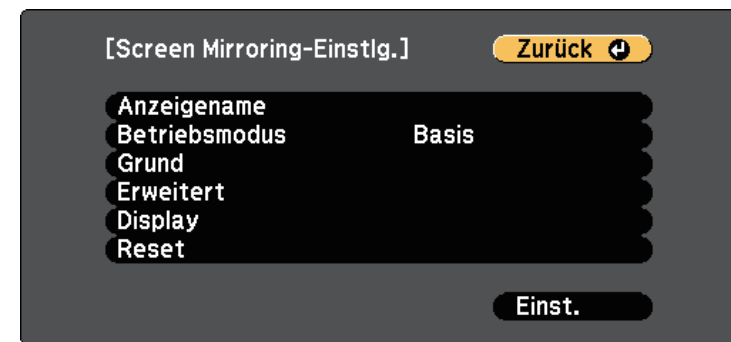 [Screen Mirroring-Einstlg.] Zurück
Anzeigename
Betriebsmodus Basis
Grund
Erweitert
Display
Reset
Einst.